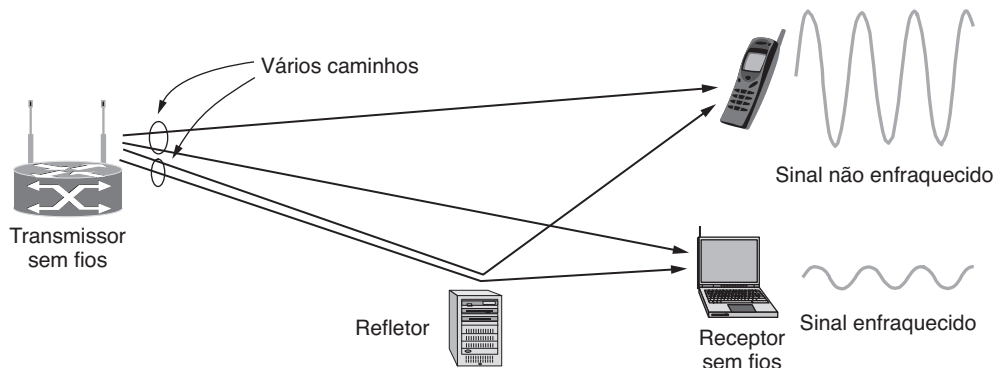 Vários caminhos
Sinal não enfraquecido
Transmissor
sem fios
Refletor
Receptor
sem fios
Sinal enfraquecido